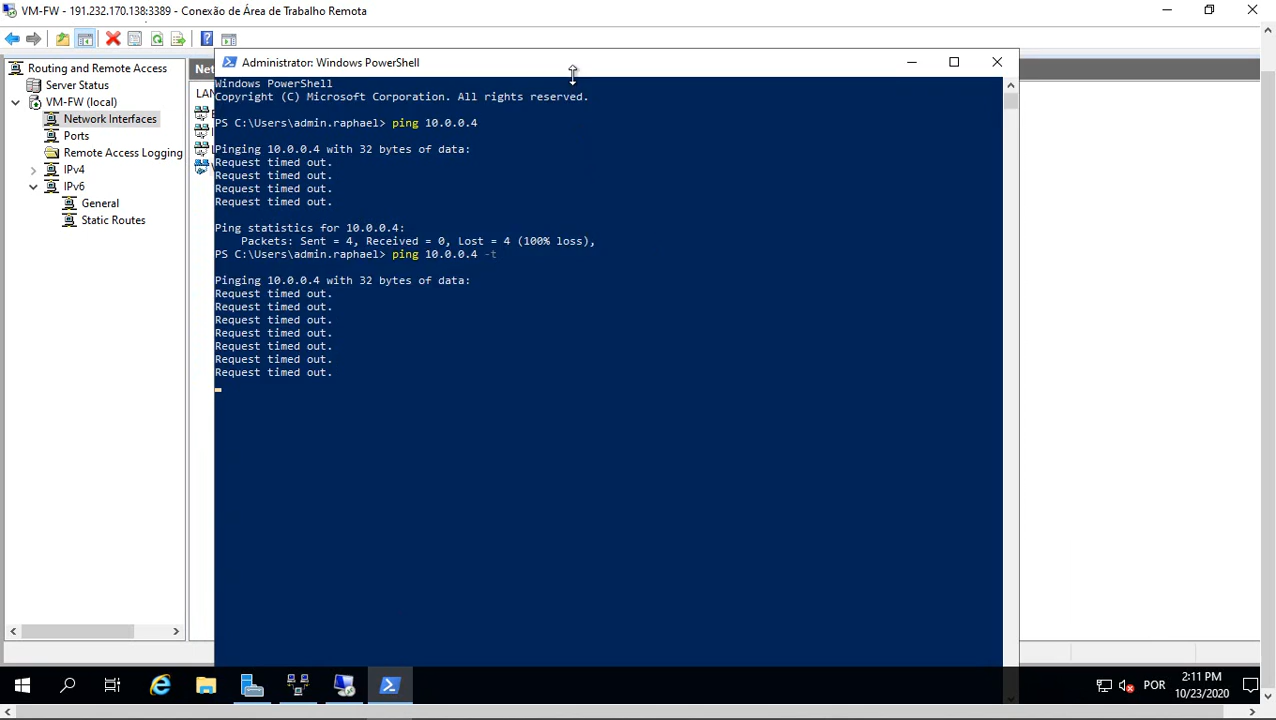 VM-FW - 191.232.170.138:3389 - Conexão de Área de Trabalho Remota
Routing and Remote Access
Server Status
VM-FW (local)
Network Interfaces
Ports
Remote Access Logging
IPv4
IPv6
General
Static Routes
Net
LAN
Administrator: Windows PowerShell
Windows PowerShell
Copyright (C) Microsoft Corporation. All rights reserved.
PS C:\Users\admin.raphael> ping 10.0.0.4
Pinging 10.0.0.4 with 32 bytes of data:
Request timed out.
Request timed out.
Request timed out.
Request timed out.
Ping statistics for 10.0.0.4:
Packets: Sent = 4, Received = 0, Lost = 4 (100% loss),
PS C:\Users\admin.raphael> ping 10.0.0.4 -t
Pinging 10.0.0.4 with 32 bytes of data:
Request timed out.
Request timed out.
Request timed out.
Request timed out.
Request timed out.
Request timed out.
Request timed out.
POR
2:11 PM
10/23/2020